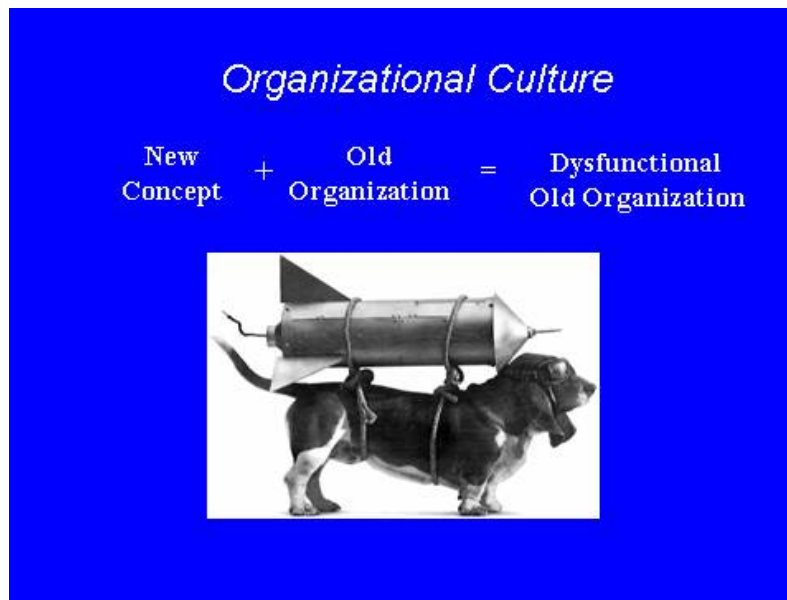 Organizational Culture
New Concept + Old Organization = Dysfunctional Old Organization